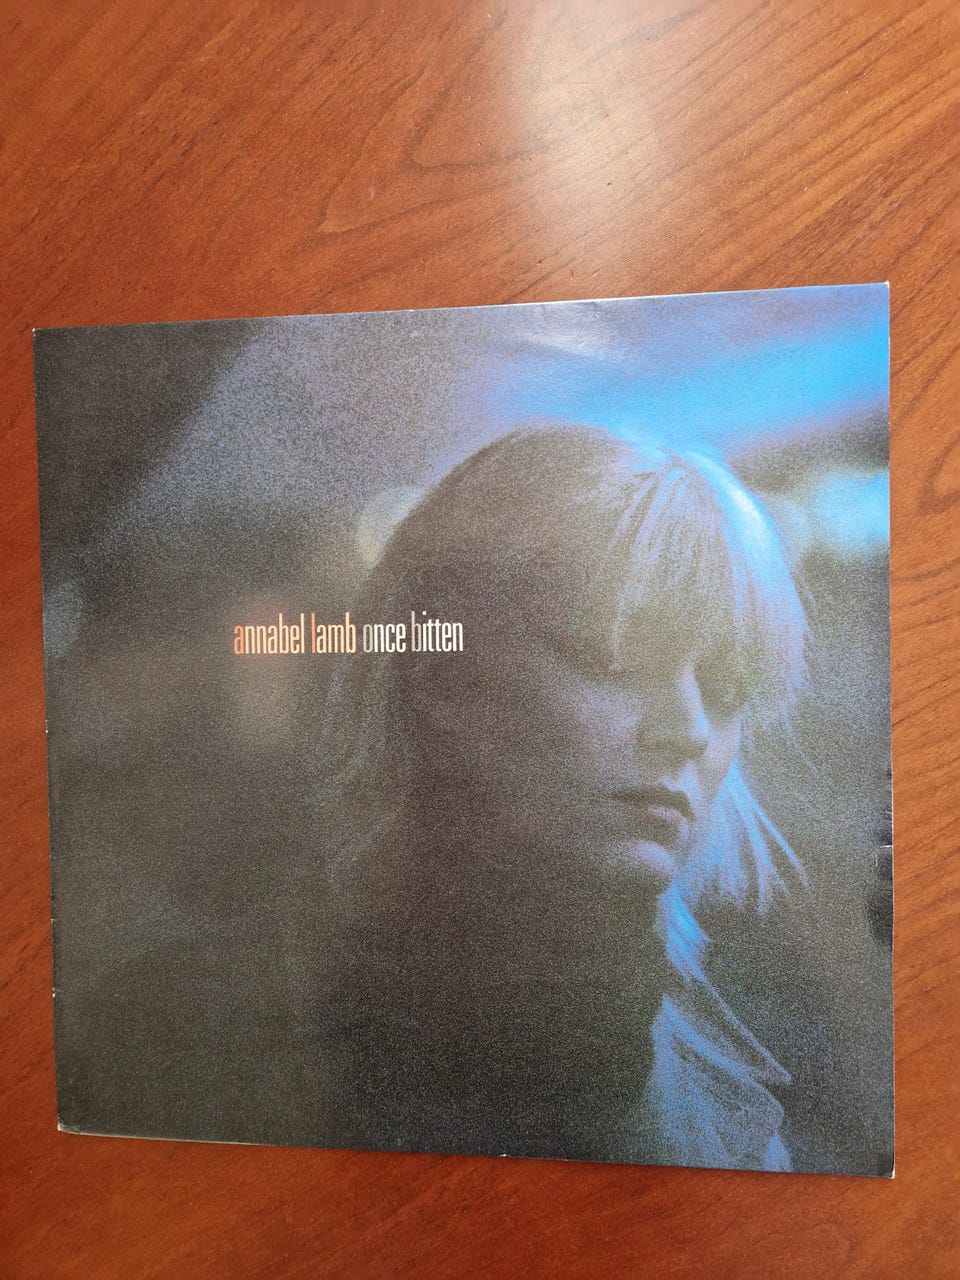 annabel lamb once bitten